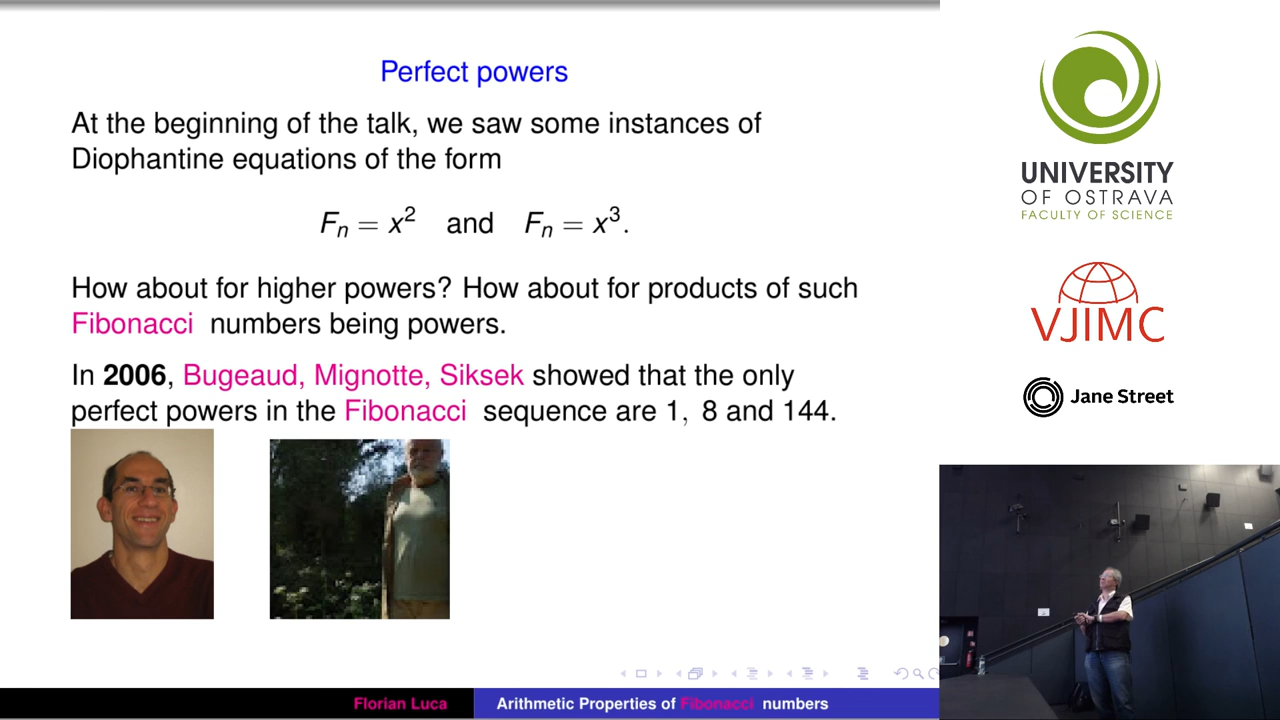 Perfect powers
At the beginning of the talk, we saw some instances of
Diophantine equations of the form
Fₙ = x² and Fₙ = x³.
How about for higher powers? How about for products of such
Fibonacci numbers being powers.
In 2006, Bugeaud, Mignotte, Siksek showed that the only
perfect powers in the Fibonacci sequence are 1, 8 and 144.
Florian Luca
Arithmetic Properties of Fibonacci numbers
UNIVERSITY
OF OSTRAVA
FACULTY OF SCIENCE
VJIMC
Jane Street